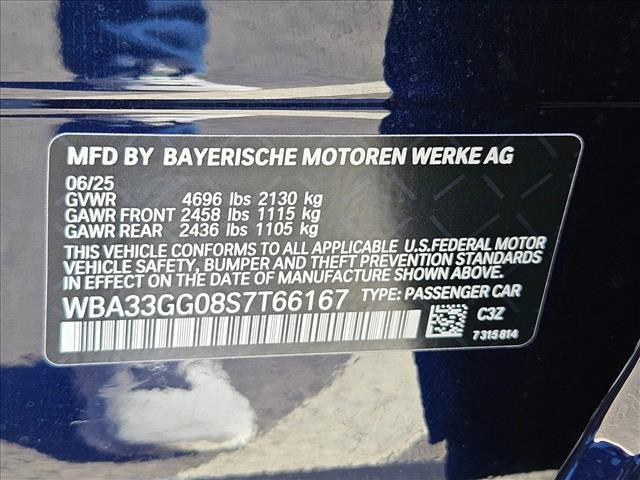 MFD BY BAYERISCHE MOTOREN WERKE AG
06/25
GVWR 4696 lbs 2130 kg
GAWR FRONT 2458 lbs 1115 kg
GAWR REAR 2436 lbs 1105 kg
THIS VEHICLE CONFORMS TO ALL APPLICABLE U.S.FEDERAL MOTOR
VEHICLE SAFETY, BUMPER AND THEFT PREVENTION STANDARDS
IN EFFECT ON THE DATE OF MANUFACTURE SHOWN ABOVE.
WBA33GG08S7T66167 TYPE: PASSENGER CAR
C3Z
7315814